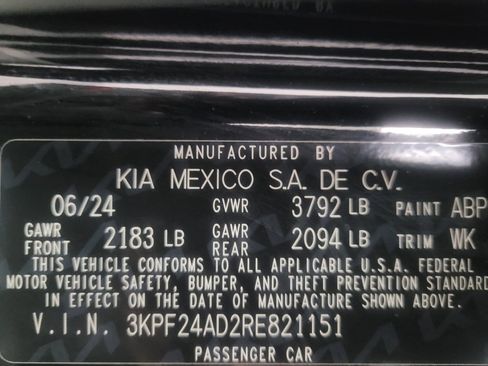 MANUFACTURED BY
KIA MEXICO S.A. DE C.V.
06/24 GVWR 3792 LB PAINT ABP
GAWR FRONT 2183 LB GAWR REAR 2094 LB TRIM WK
THIS VEHICLE CONFORMS TO ALL APPLICABLE U.S.A. FEDERAL
MOTOR VEHICLE SAFETY, BUMPER, AND THEFT PREVENTION STANDARD
IN EFFECT ON THE DATE OF MANUFACTURE SHOWN ABOVE.
V.I.N. 3KPF24AD2RE821151
PASSENGER CAR